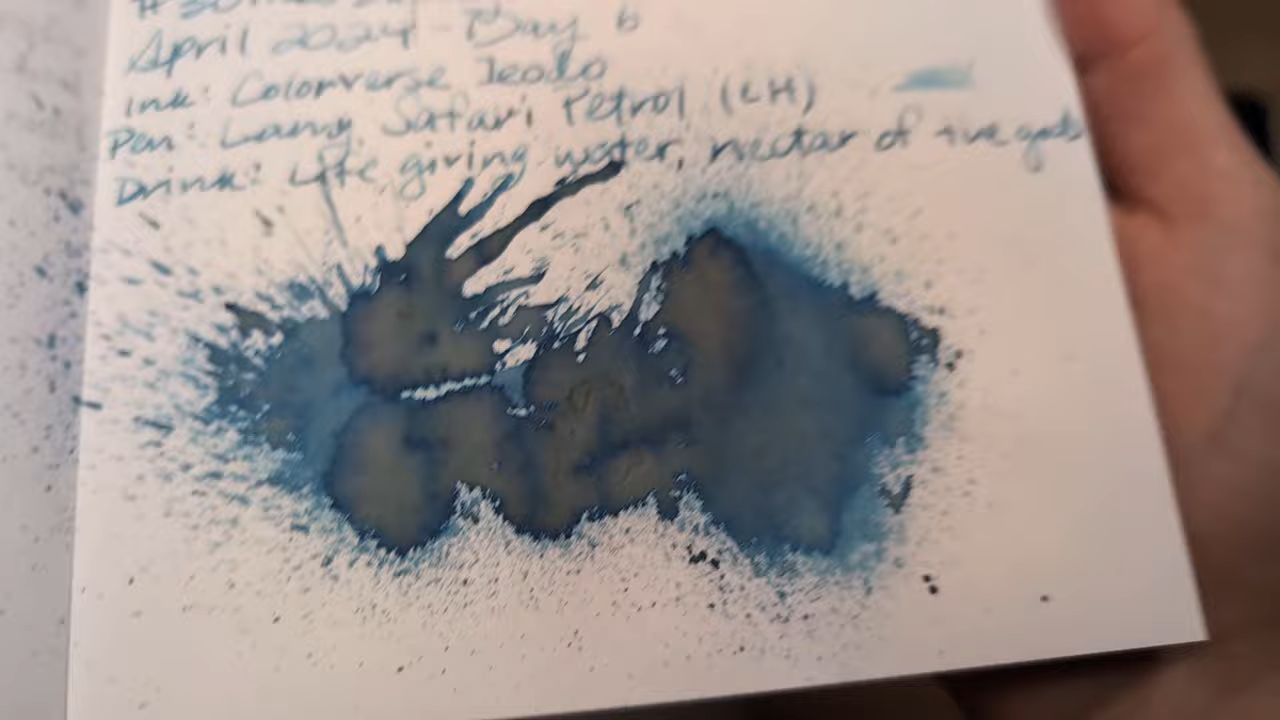 April 2024 Day 6
Ink: Colorverse Ieodo
Pen: Lamy Safari Petrol (LH)
Drink: Life giving water, nectar of the gods